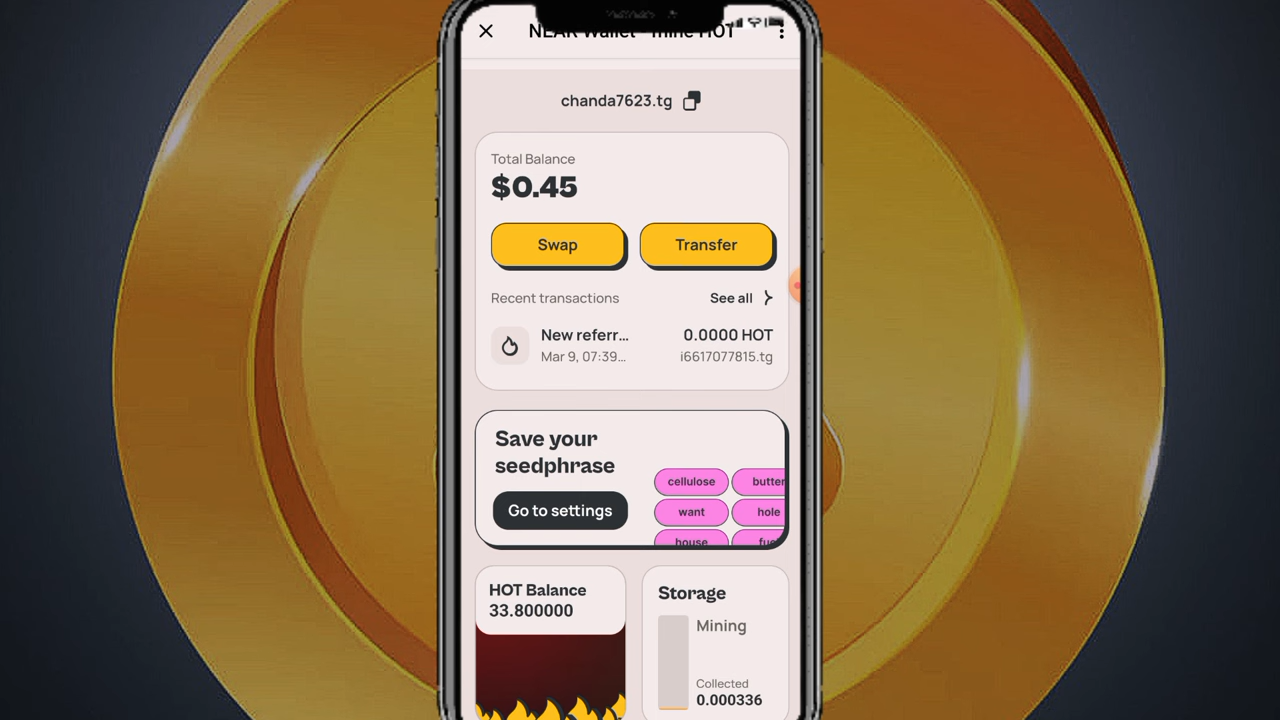 NEAR Wallet - mine HOT
chanda7623.tg
Total Balance
$0.45
Swap
Transfer
Recent transactions
See all
New referr...
0.0000 HOT
Mar 9, 07:39...
i6617077815.tg
Save your
seedphrase
cellulose
butter
Go to settings
want
hole
house
HOT Balance
33.800000
Storage
Mining
Collected
0.000336